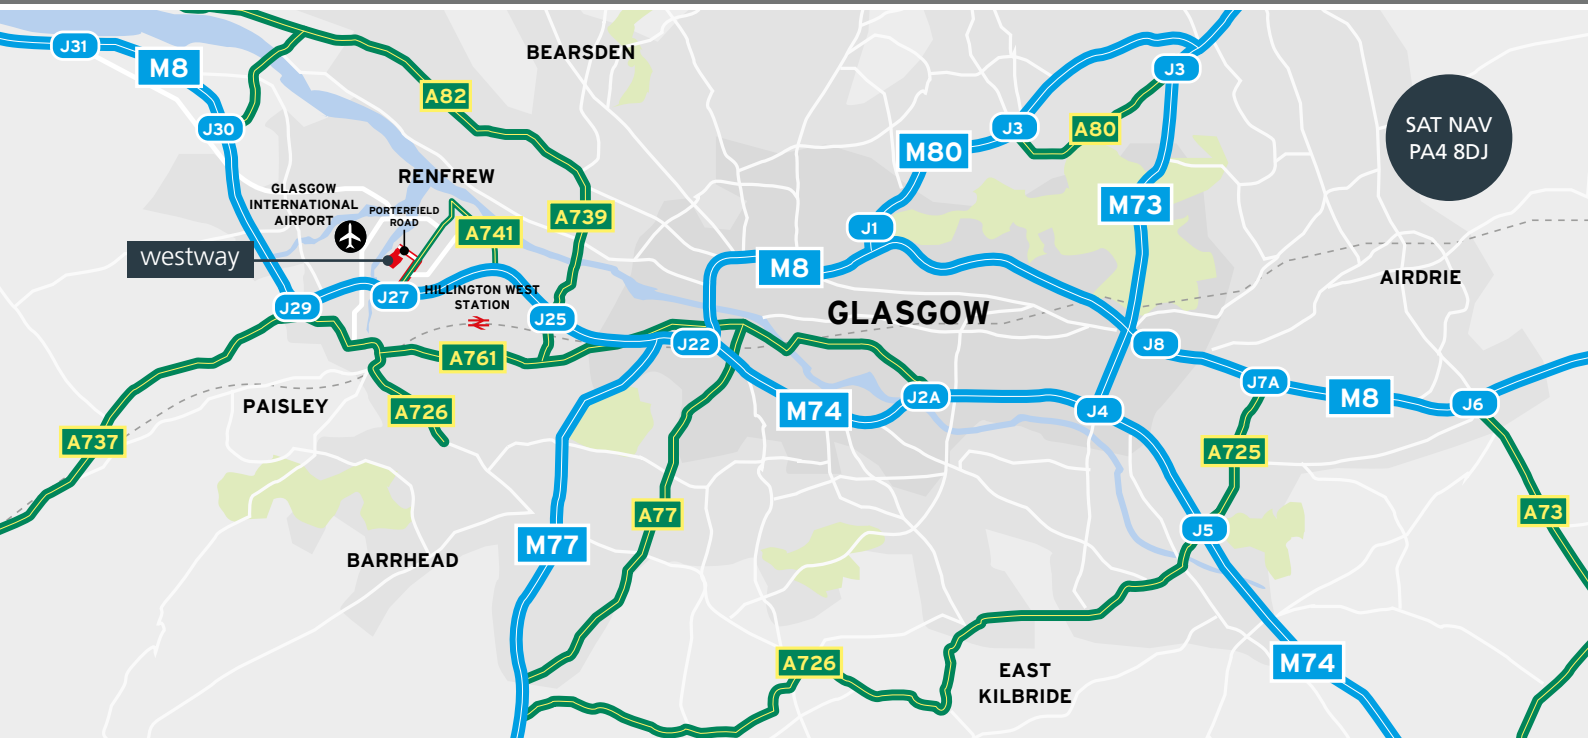 J31
M8
BEARSDEN
J3
A82
J30
J3
A80
SAT NAV
PA4 8DJ
M80
RENFREW
GLASGOW
INTERNATIONAL
AIRPORT
PORTERFIELD
ROAD
A739
M73
A741
J1
westway
M8
AIRDRIE
J27
HILLINGTON WEST
STATION
J29
GLASGOW
J25
J22
J8
A761
J7A
PAISLEY
A726
J2A
M74
J4
M8
J6
A737
A725
A77
A73
J5
M77
BARRHEAD
A726
EAST
KILBRIDE
M74